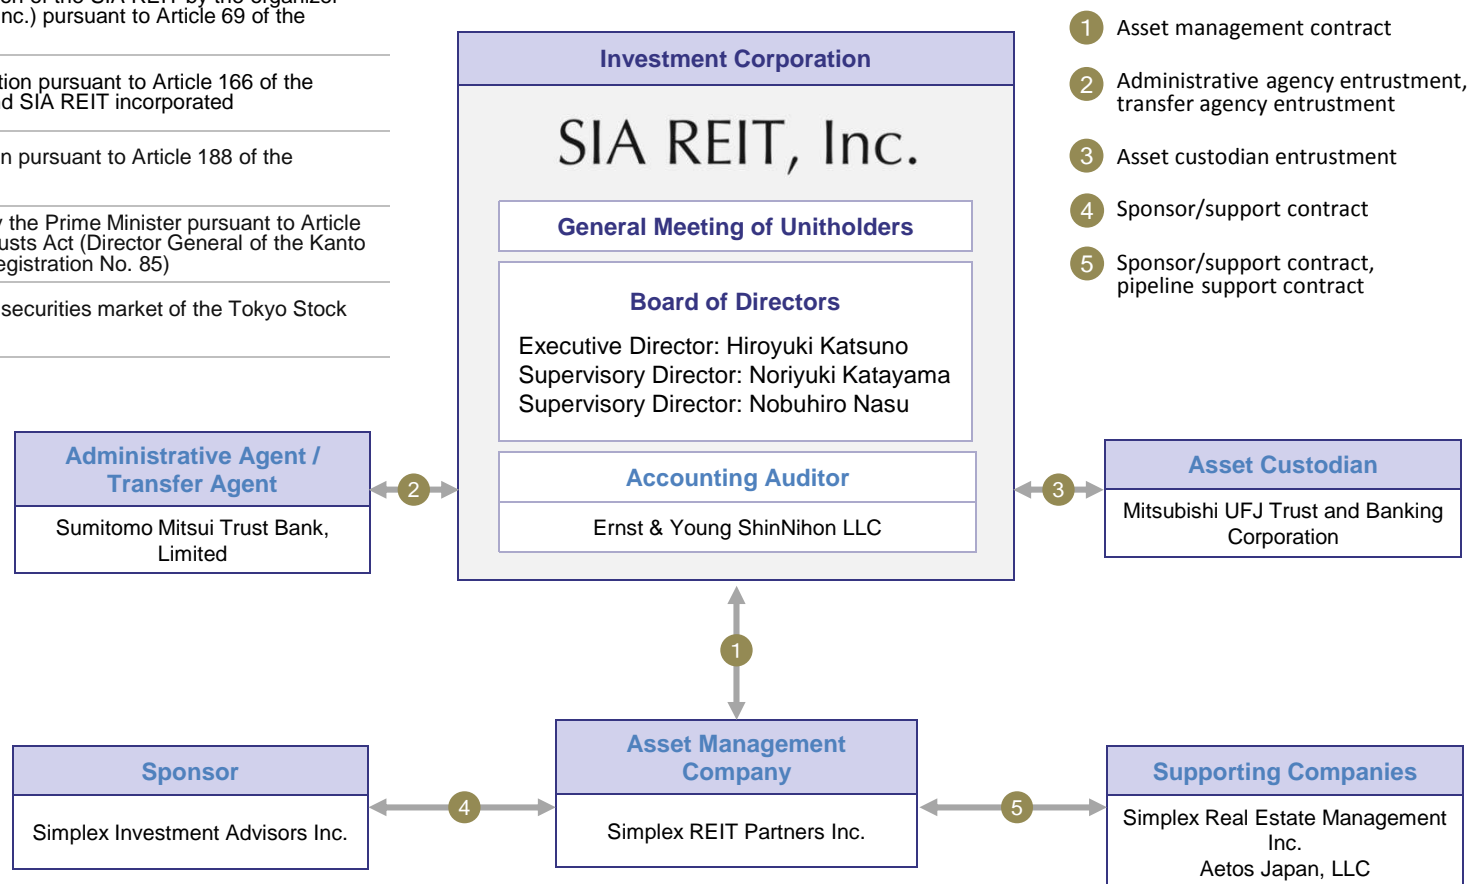 of the SIA REIT by the organizer
Inc.) pursuant to Article 69 of the
pursuant to Article 166 of the
SIA REIT incorporated
pursuant to Article 188 of the
the Prime Minister pursuant to Article
Act (Director General of the Kanto
No. 85)
securities market of the Tokyo Stock
1 Asset management contract
2 Administrative agency entrustment,
transfer agency entrustment
3 Asset custodian entrustment
4 Sponsor/support contract
5 Sponsor/support contract,
pipeline support contract
Investment Corporation
SIA REIT, Inc.
General Meeting of Unitholders
Board of Directors
Executive Director: Hiroyuki Katsuno
Supervisory Director: Noriyuki Katayama
Supervisory Director: Nobuhiro Nasu
Accounting Auditor
Ernst & Young ShinNihon LLC
Administrative Agent /
Transfer Agent
Sumitomo Mitsui Trust Bank,
Limited
2
3
Asset Custodian
Mitsubishi UFJ Trust and Banking
Corporation
1
Sponsor
Simplex Investment Advisors Inc.
4
Asset Management
Company
Simplex REIT Partners Inc.
5
Supporting Companies
Simplex Real Estate Management
Inc.
Aetos Japan, LLC